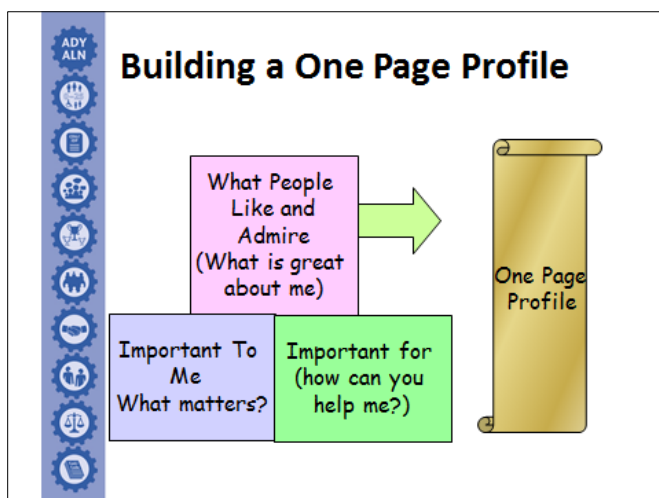 ADY
ALN
Building a One Page Profile
What People
Like and
Admire
(What is great
about me)
Important To
Me
What matters?
Important for
(how can you
help me?)
One Page
Profile